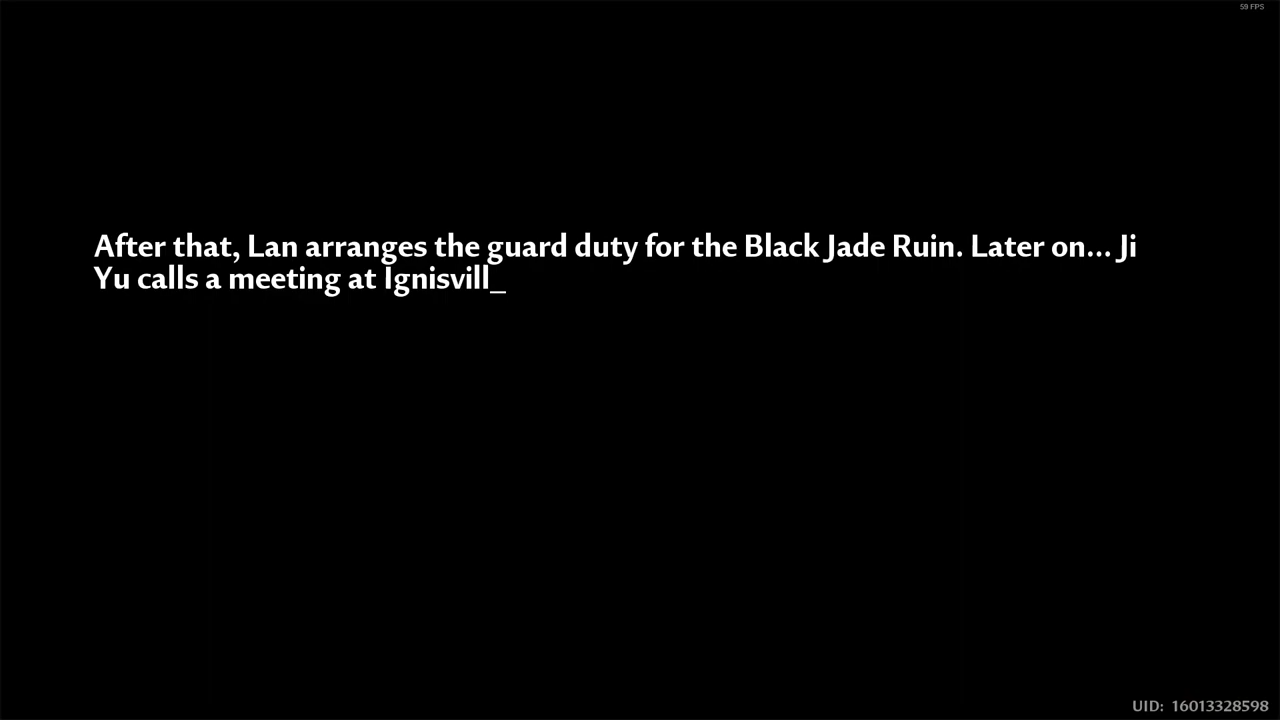 59 FPS
After that, Lan arranges the guard duty for the Black Jade Ruin. Later on... Ji
Yu calls a meeting at Ignisvill_
UID: 16013328598